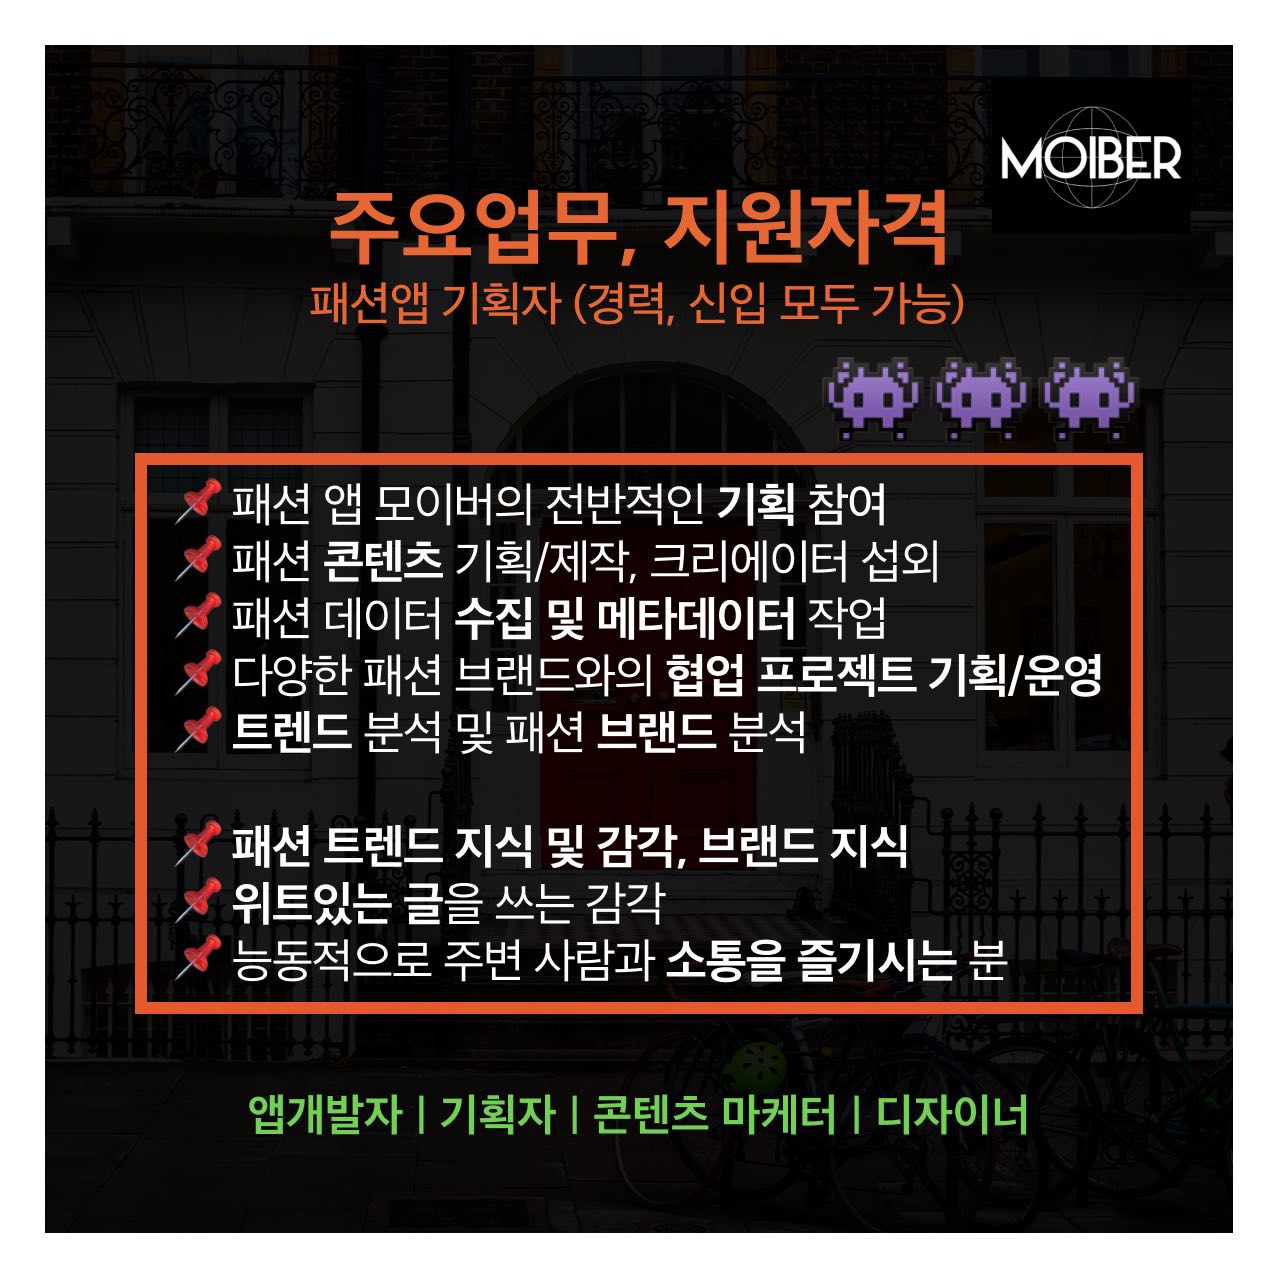 MOIBER
주요업무, 지원자격
패션앱 기획자 (경력, 신입 모두 가능)
패션 앱 모이버의 전반적인 기획 참여
패션 콘텐츠 기획/제작, 크리에이터 섭외
패션 데이터 수집 및 메타데이터 작업
다양한 패션 브랜드와의 협업 프로젝트 기획/운영
트렌드 분석 및 패션 브랜드 분석
패션 트렌드 지식 및 감각, 브랜드 지식
위트있는 글을 쓰는 감각
능동적으로 주변 사람과 소통을 즐기시는 분
앱개발자 | 기획자 | 콘텐츠 마케터 | 디자이너